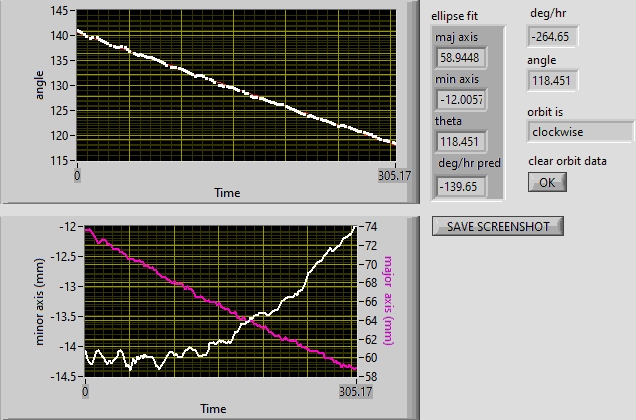 145
140
135
130
125
120
115
angle
0
305.17
Time
ellipse fit
maj axis
58.9448
min axis
-12.0057
theta
118.451
deg/hr pred
-139.65
deg/hr
-264.65
angle
118.451
orbit is
clockwise
clear orbit data
OK
SAVE SCREENSHOT
-12
-12.5
-13
-13.5
-14
-14.5
minor axis (mm)
74
72
70
68
66
64
62
60
58
major axis (mm)
0
305.17
Time